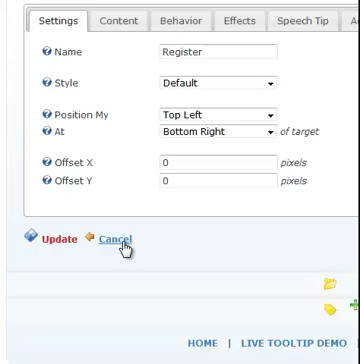 Settings Content Behavior Effects Speech Tip
Name Register
Style Default
Position My Top Left
At Bottom Right of target
Offset X 0 pixels
Offset Y 0 pixels
Update Cancel
HOME | LIVE TOOLTIP DEMO